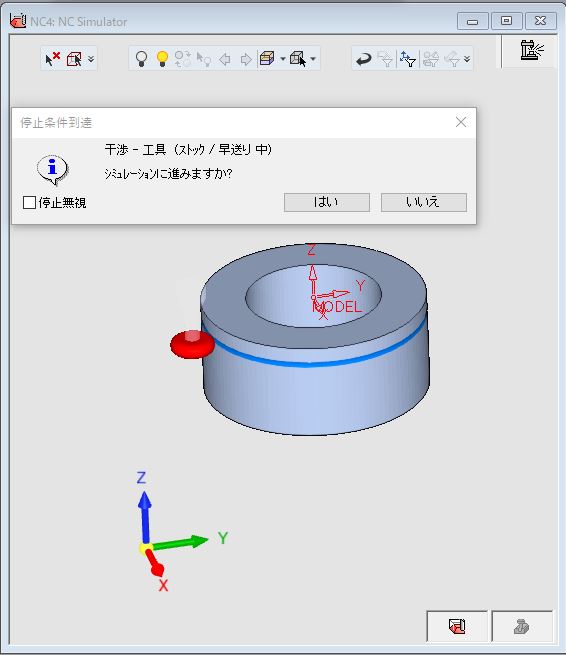 NC4: NC Simulator
停止条件到達
干渉 - 工具 (ｽﾄｯｸ / 早送り 中)
ｼﾐｭﾚｰｼｮﾝに進みますか?
停止無視
はい
いいえ
Z
Y
X
MODEL
Z
Y
X